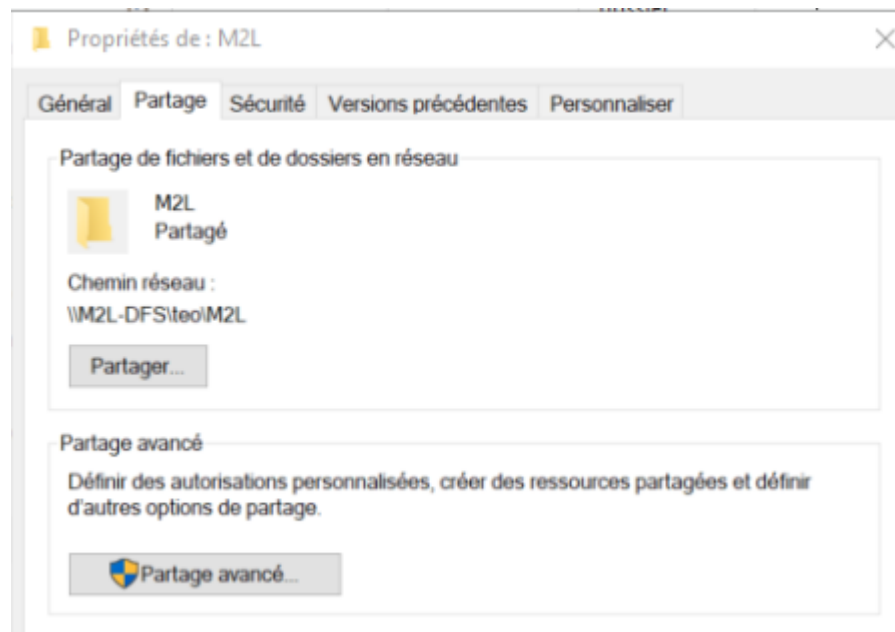 Propriétés de : M2L
Général Partage Sécurité Versions précédentes Personnaliser
Partage de fichiers et de dossiers en réseau
M2L
Partagé
Chemin réseau :
\\M2L-DFS\teo\M2L
Partager...
Partage avancé
Définir des autorisations personnalisées, créer des ressources partagées et définir
d'autres options de partage.
Partage avancé...